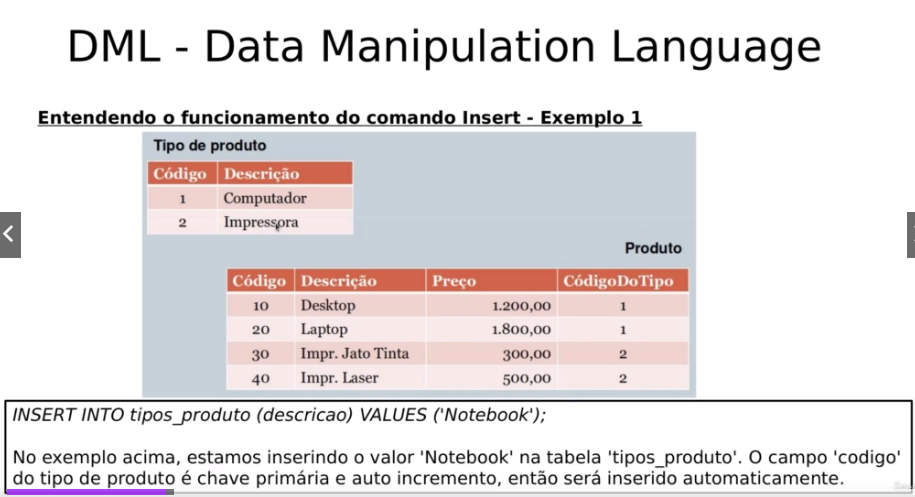 DML - Data Manipulation Language
Entendendo o funcionamento do comando Insert - Exemplo 1
Tipo de produto
Código Descrição
1 Computador
2 Impressora
Produto
Código Descrição Preço CódigoDoTipo
10 Desktop 1.200,00 1
20 Laptop 1.800,00 1
30 Impr. Jato Tinta 300,00 2
40 Impr. Laser 500,00 2
INSERT INTO tipos_produto (descricao) VALUES ('Notebook');
No exemplo acima, estamos inserindo o valor 'Notebook' na tabela 'tipos_produto'. O campo 'codigo'
do tipo de produto é chave primária e auto incremento, então será inserido automaticamente.